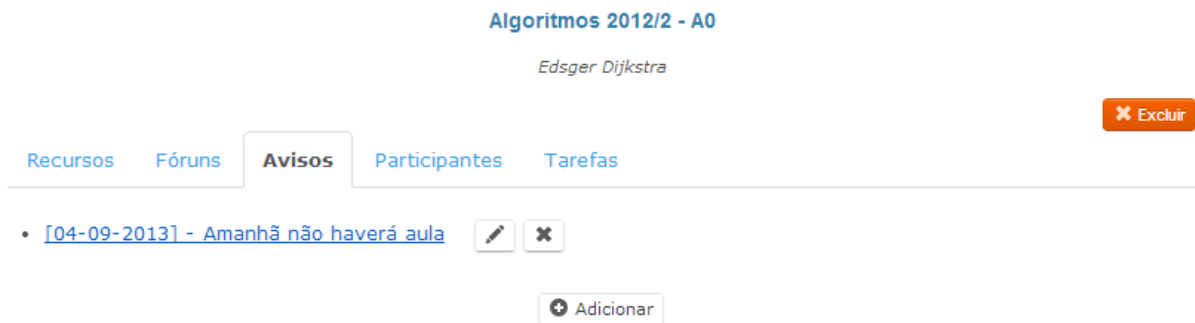 Algoritmos 2012/2 - A0
Edsger Dijkstra
Excluir
Recursos Fóruns Avisos Participantes Tarefas
[04-09-2013] - Amanhã não haverá aula
Adicionar